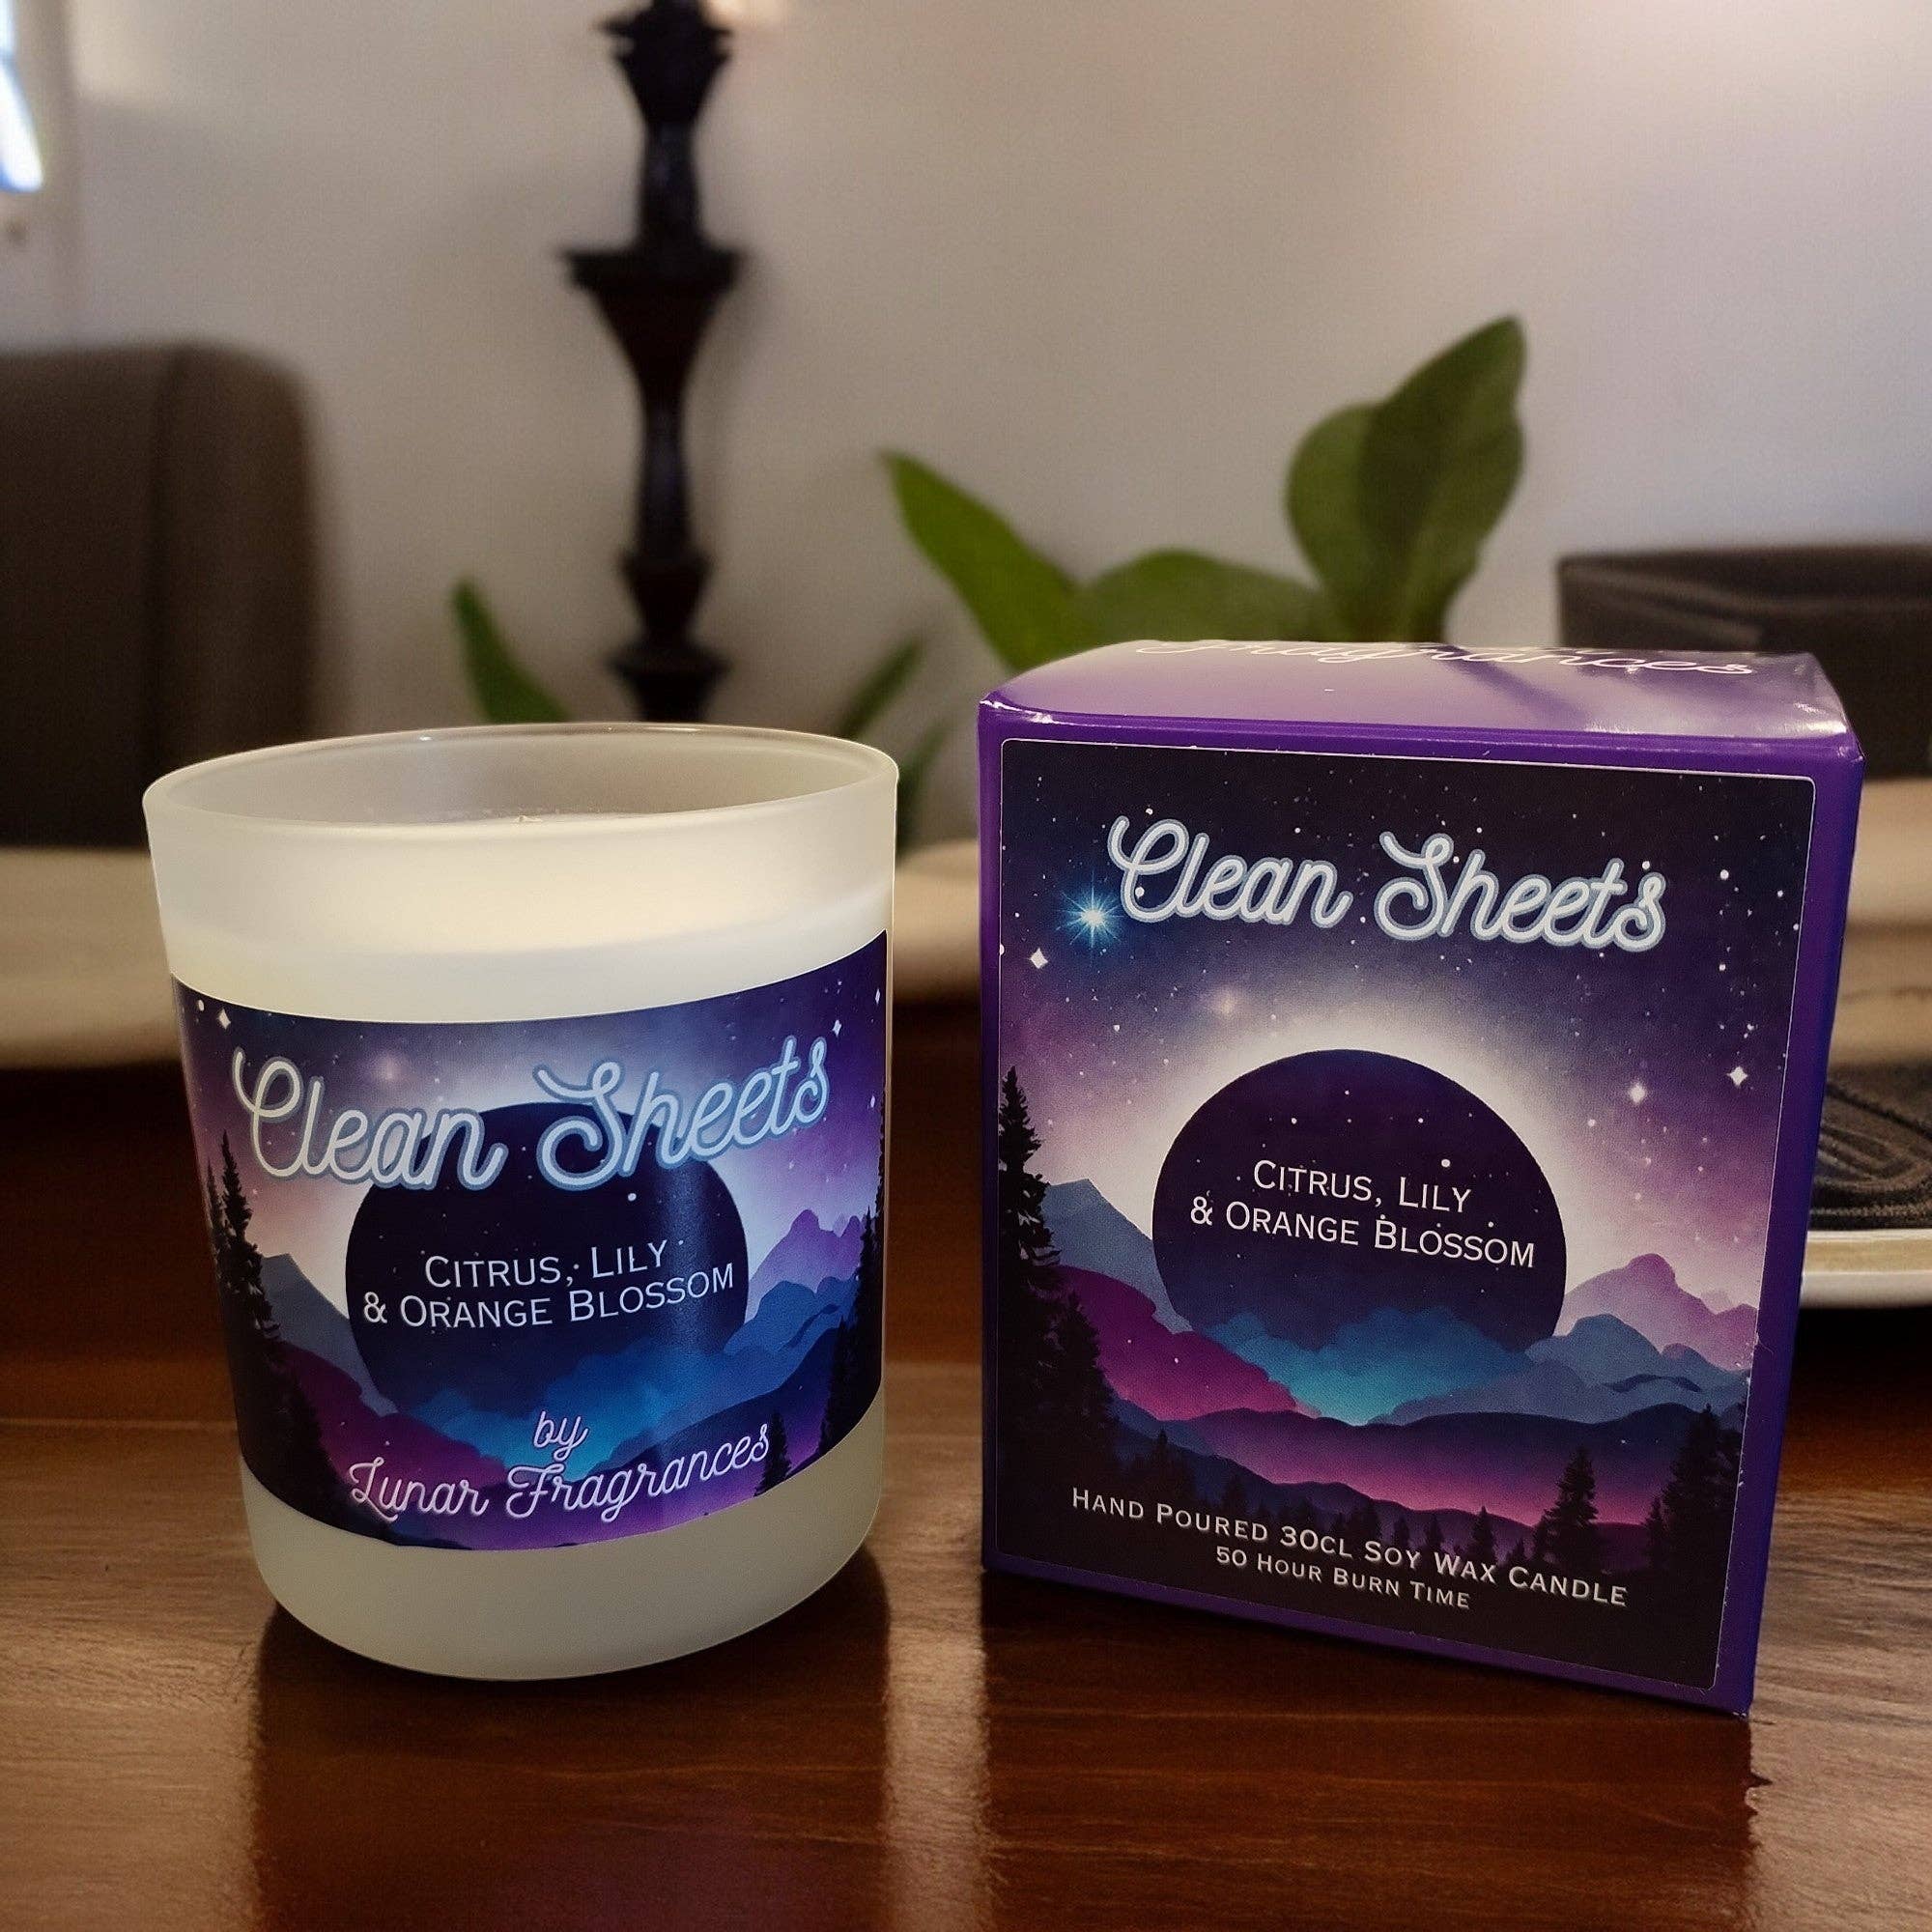 Clean Sheets
Citrus, Lily
& Orange Blossom
by
Lunar Fragrances
Fragrances
Clean Sheets
Citrus, Lily
& Orange Blossom
Hand Poured 30cl Soy Wax Candle
50 Hour Burn Time